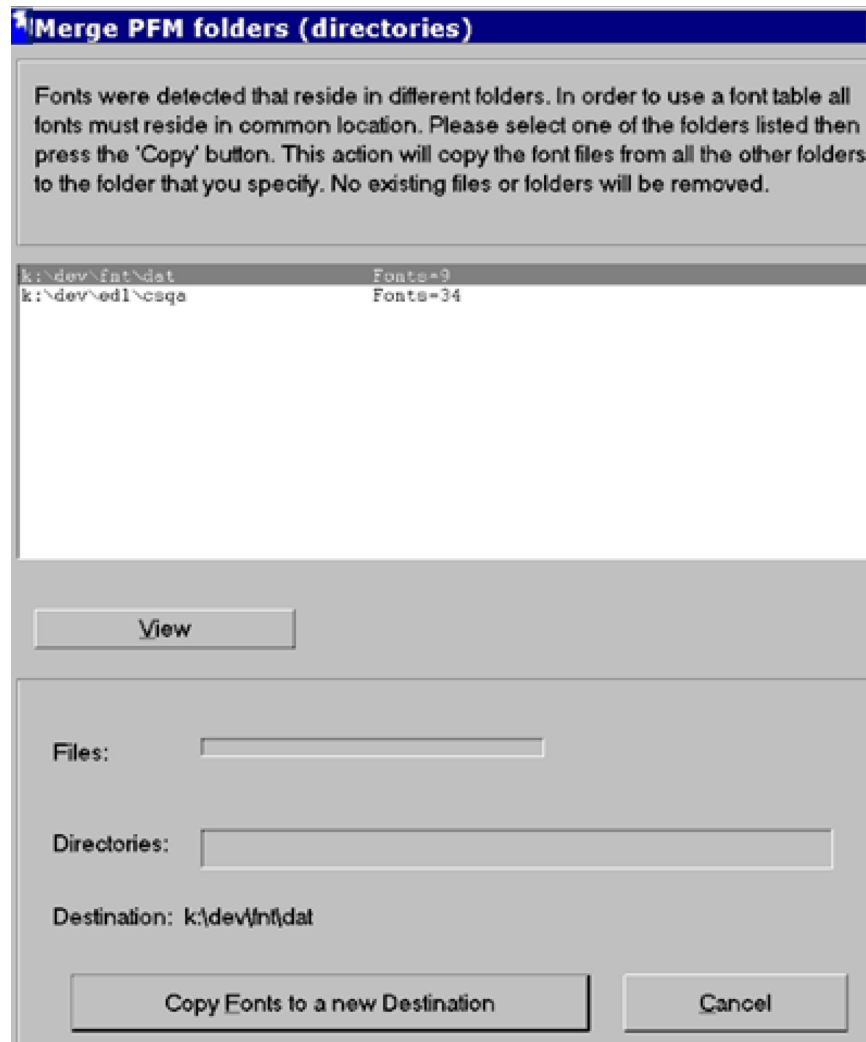 Merge PFM folders (directories)
Fonts were detected that reside in different folders. In order to use a font table all
fonts must reside in common location. Please select one of the folders listed then
press the 'Copy' button. This action will copy the font files from all the other folders
to the folder that you specify. No existing files or folders will be removed.
k:\dev\fnt\dat Fonts=9
k:\dev\edl\csqa Fonts=34
View
Files:
Directories:
Destination: k:\dev\fnt\dat
Copy Fonts to a new Destination
Cancel